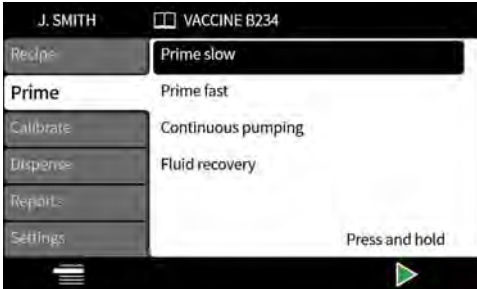 J. SMITH
VACCINE B234
Recipe
Prime
Calibrate
Dispense
Reports
Settings
Prime slow
Prime fast
Continuous pumping
Fluid recovery
Press and hold